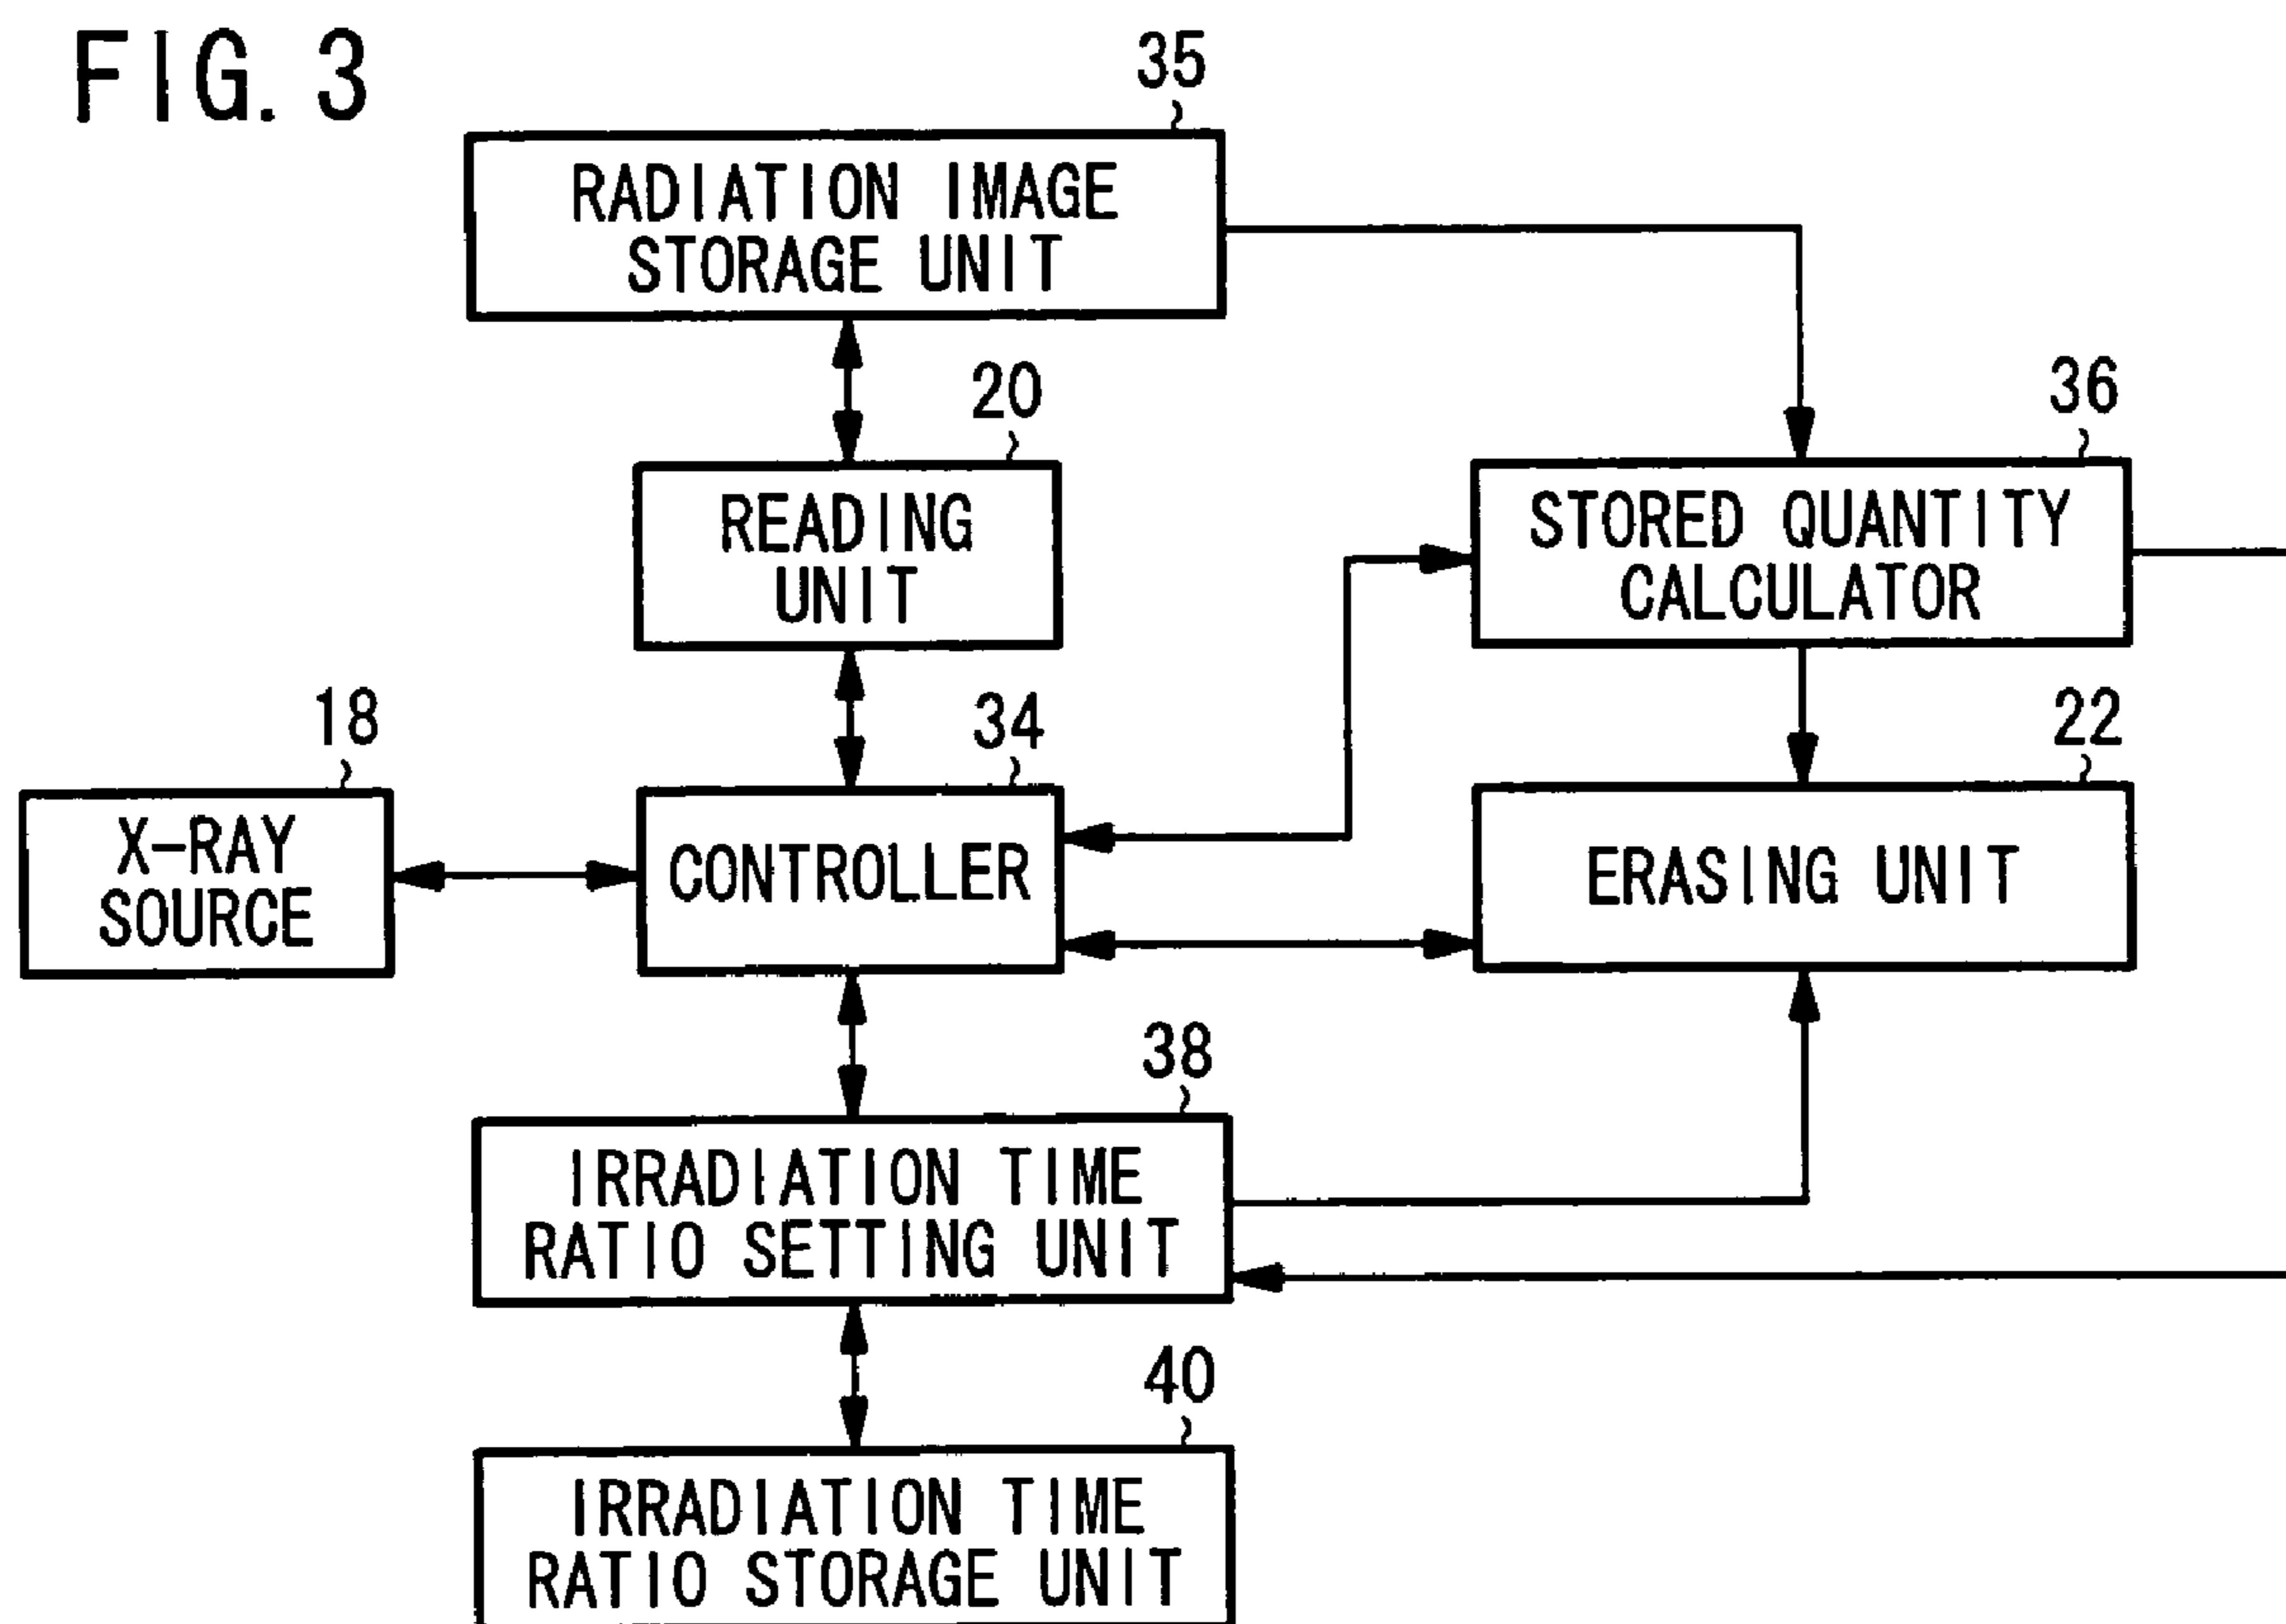 FIG. 3
35
RADIATION IMAGE
STORAGE UNIT
20
READING
UNIT
36
STORED QUANTITY
CALCULATOR
18
X-RAY
SOURCE
34
CONTROLLER
22
ERASING UNIT
38
IRRADIATION TIME
RATIO SETTING UNIT
40
IRRADIATION TIME
RATIO STORAGE UNIT